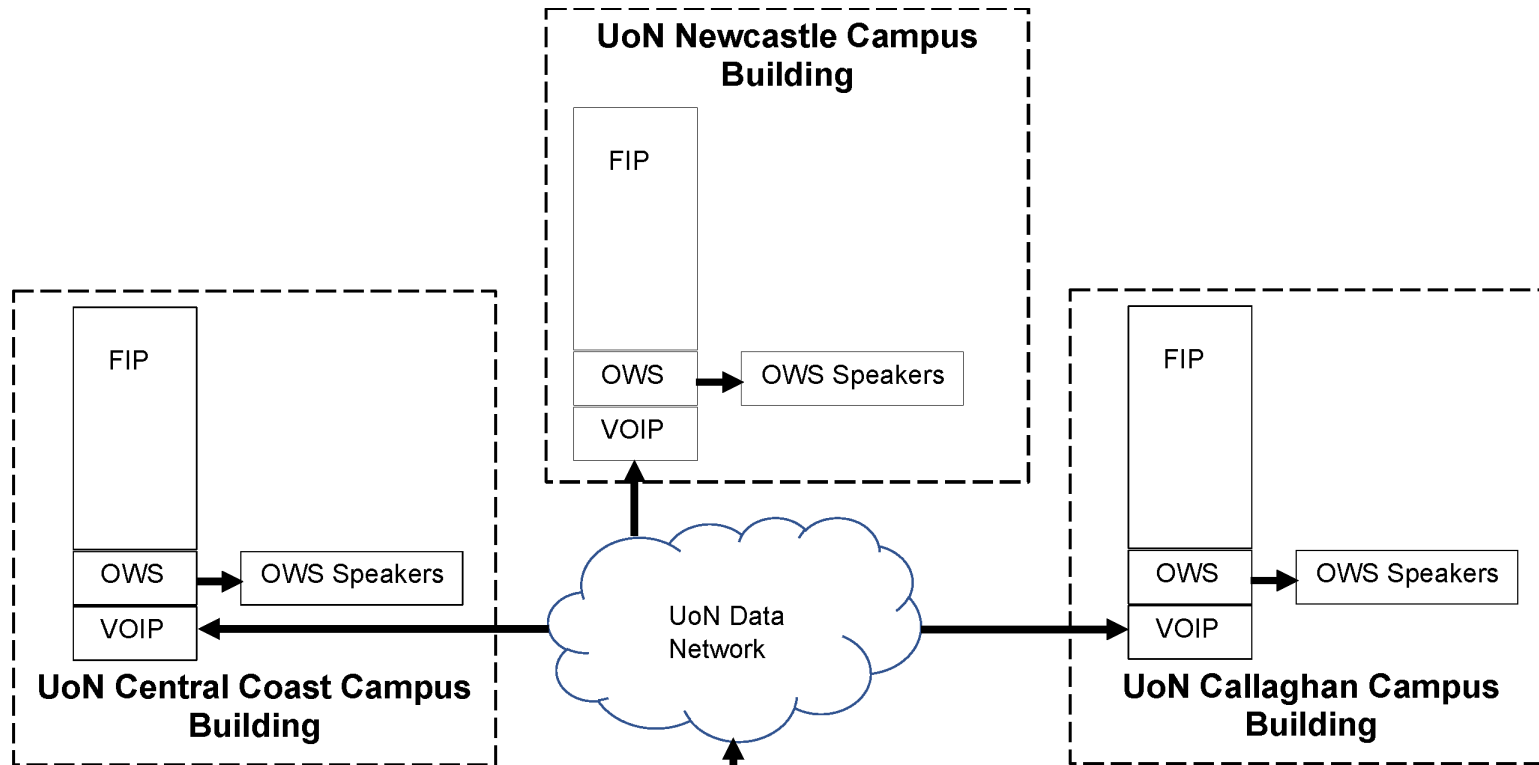 UoN Newcastle Campus
Building
FIP
OWS
OWS Speakers
VOIP
FIP
OWS
OWS Speakers
VOIP
UoN Central Coast Campus
Building
UoN Data
Network
FIP
OWS
OWS Speakers
VOIP
UoN Callaghan Campus
Building